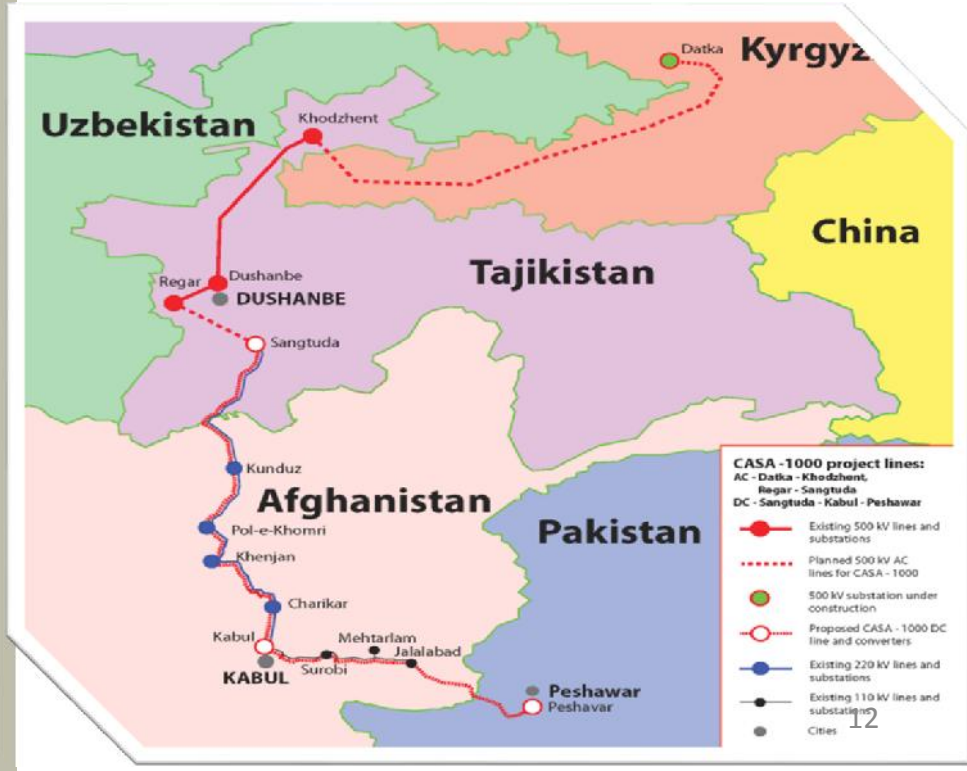 Datka
Kyrgyz
Uzbekistan
Khodzhent
China
Tajikistan
Regar
Dushanbe
DUSHANBE
Sangtuda
Kunduz
Afghanistan
Pol-e-Khomri
Pakistan
Khenjan
Charikar
Kabul
Mehtarlam
Jalalabad
Surobi
KABUL
Peshawar
Peshavar
CASA -1000 project lines:
AC - Datka - Khodzhent,
Regar - Sangtuda
DC - Sangtuda - Kabul - Peshawar
Existing 500 kV lines and
substations
Planned 500 kV AC
lines for CASA - 1000
500 kV substation under
construction
Proposed CASA - 1000 DC
line and converters
Existing 220 kV lines and
substations
Existing 110 kV lines and
substations
Cities
12